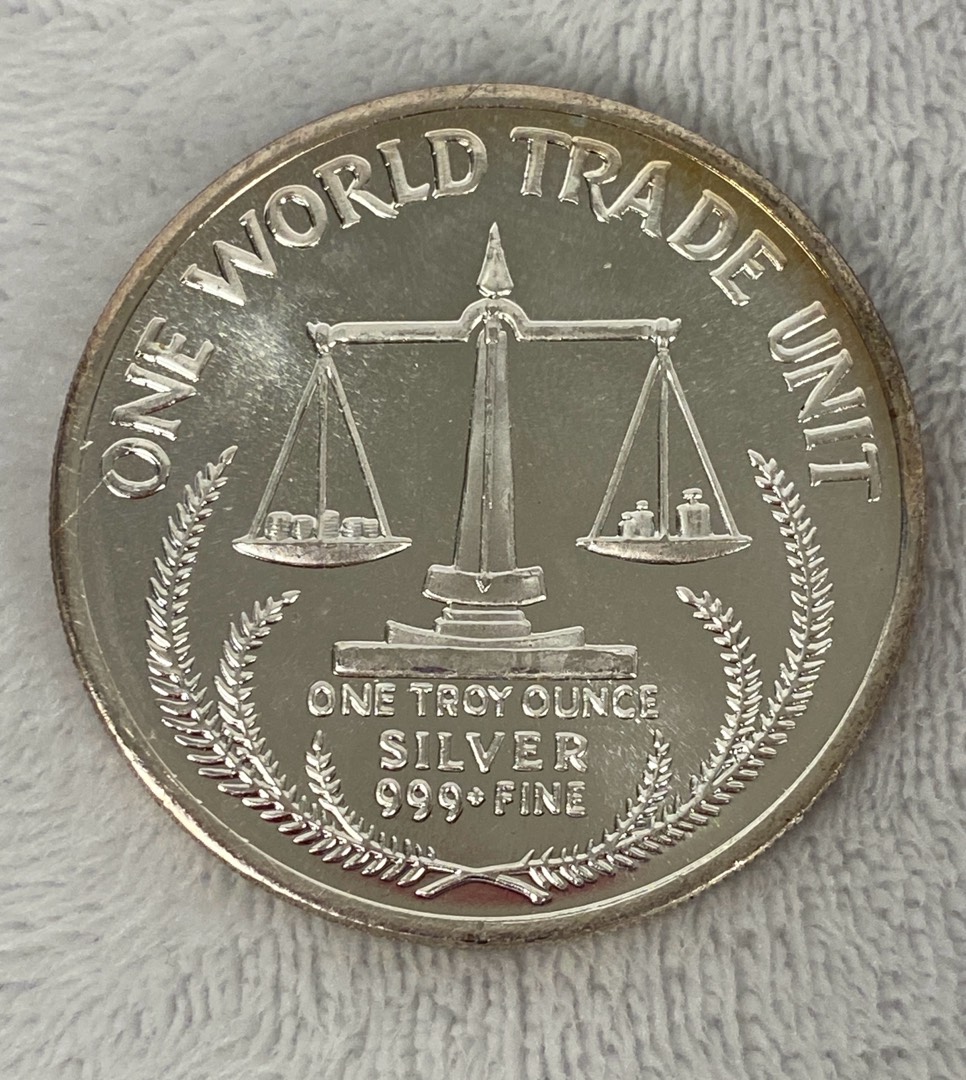 ONE WORLD TRADE UNIT
ONE TROY OUNCE
SILVER
999+ FINE